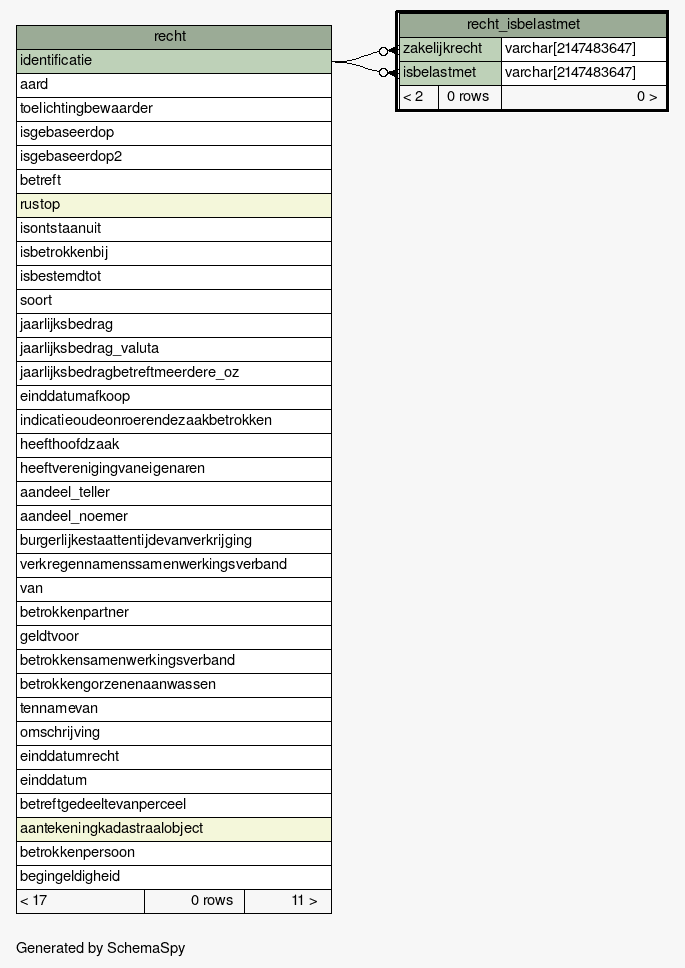 recht
identificatie
aard
toelichtingbewaarder
isgebaseerdop
isgebaseerdop2
betreft
rustop
isontstaanuit
isbetrokkenbij
isbestemdtot
soort
jaarlijksbedrag
jaarlijksbedrag_valuta
jaarlijksbedragbetreftmeerdere_oz
einddatumafkoop
indicatieoudeonroerendezaakbetrokken
heefthoofdzaak
heeftverenigingvaneigenaren
aandeel_teller
aandeel_noemer
burgerlijkestaattentijdevanverkrijging
verkregennamenssamenwerkingsverband
van
betrokkenpartner
geldtvoor
betrokkensamenwerkingsverband
betrokkengorzenenaanwassen
tennamevan
omschrijving
einddatumrecht
einddatum
betreftgedeeltevanperceel
aantekeningkadastraalobject
betrokkenpersoon
begingeldigheid
< 17 0 rows 11 >
recht_isbelastmet
zakelijkrecht varchar[2147483647]
isbelastmet varchar[2147483647]
< 2 0 rows 0 >
Generated by SchemaSpy